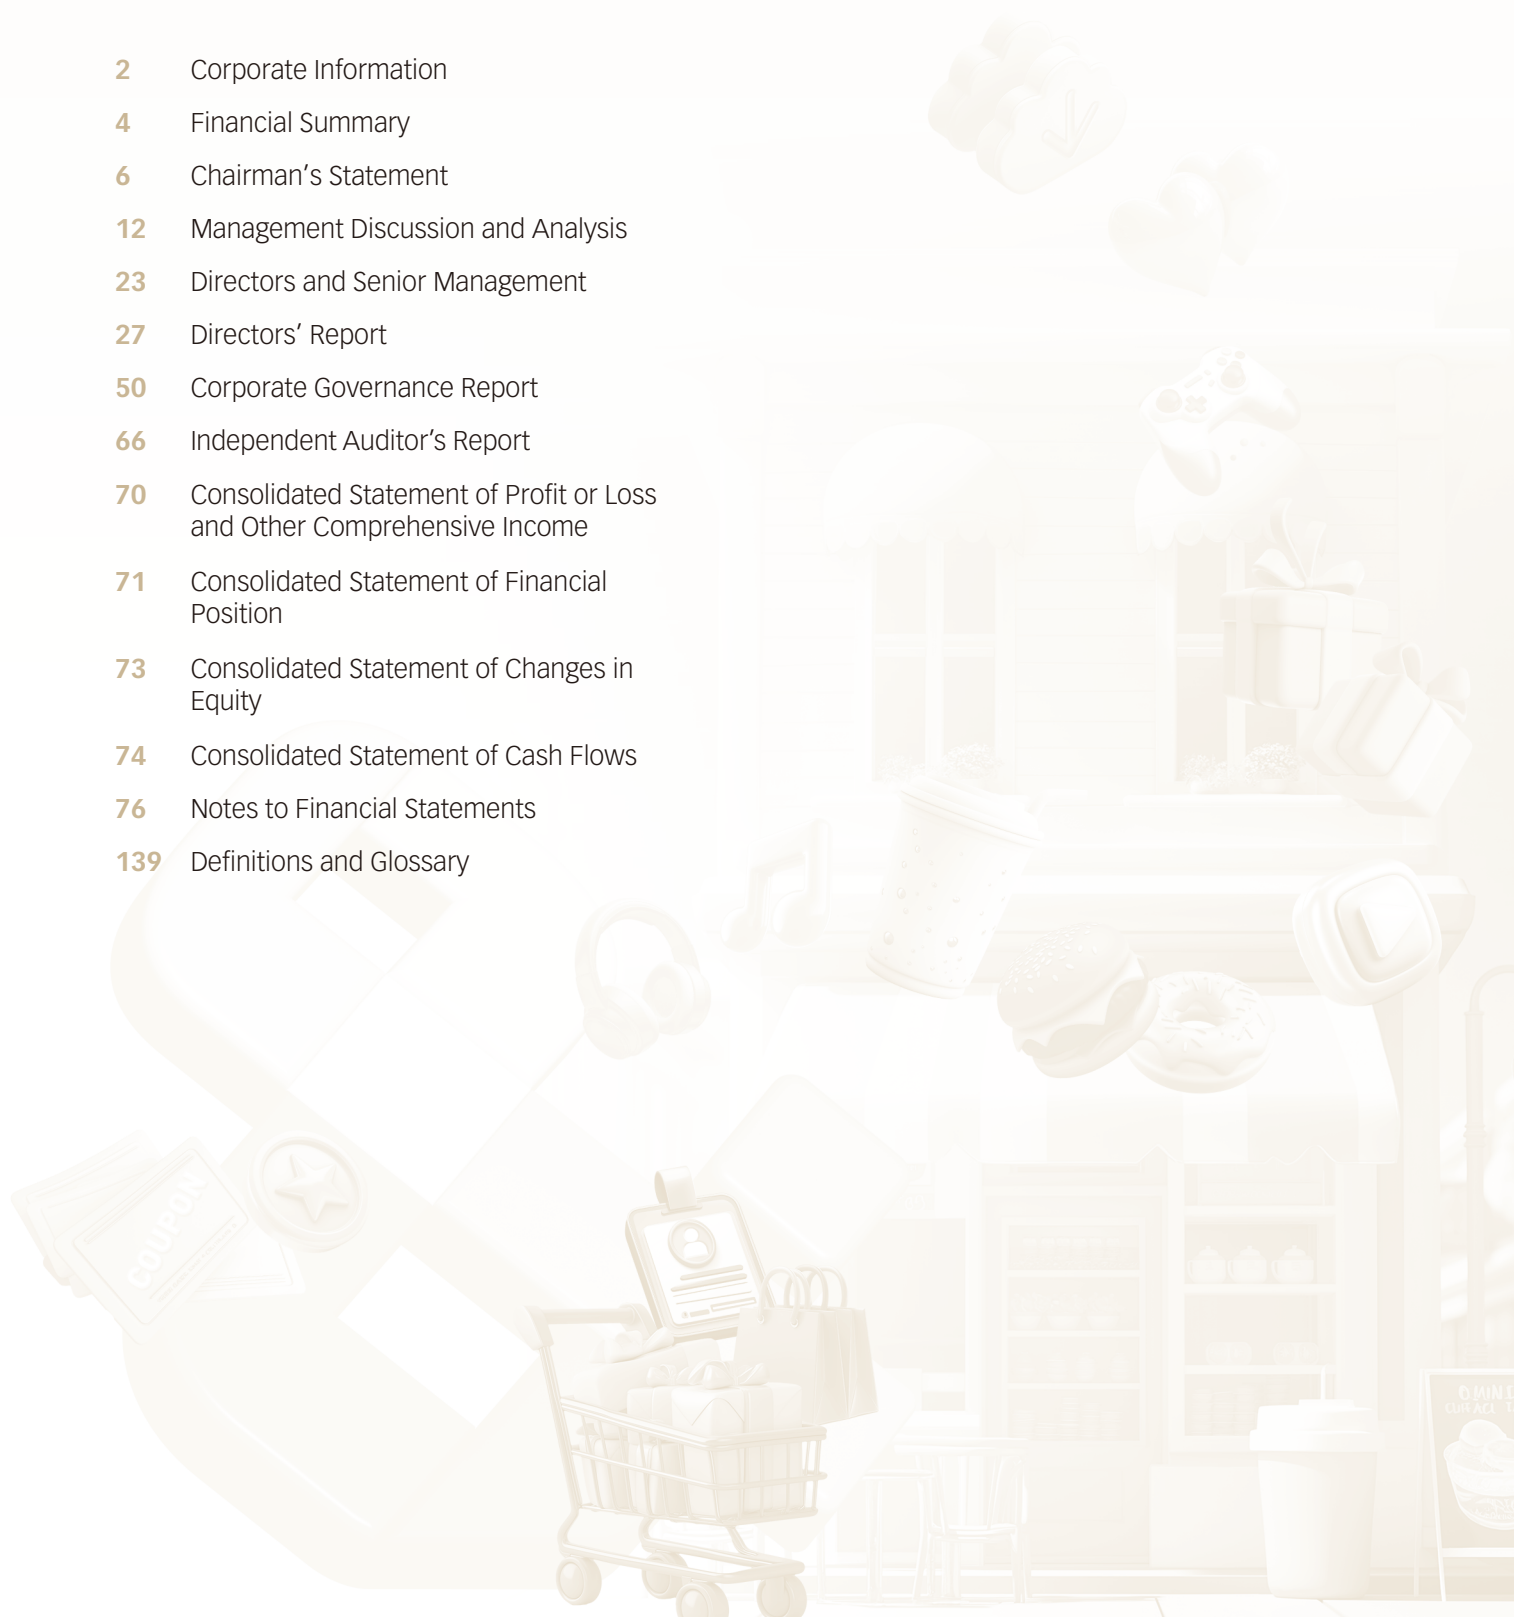 2 Corporate Information
4 Financial Summary
6 Chairman’s Statement
12 Management Discussion and Analysis
23 Directors and Senior Management
27 Directors’ Report
50 Corporate Governance Report
66 Independent Auditor’s Report
70 Consolidated Statement of Profit or Loss
and Other Comprehensive Income
71 Consolidated Statement of Financial
Position
73 Consolidated Statement of Changes in
Equity
74 Consolidated Statement of Cash Flows
76 Notes to Financial Statements
139 Definitions and Glossary
COUPON